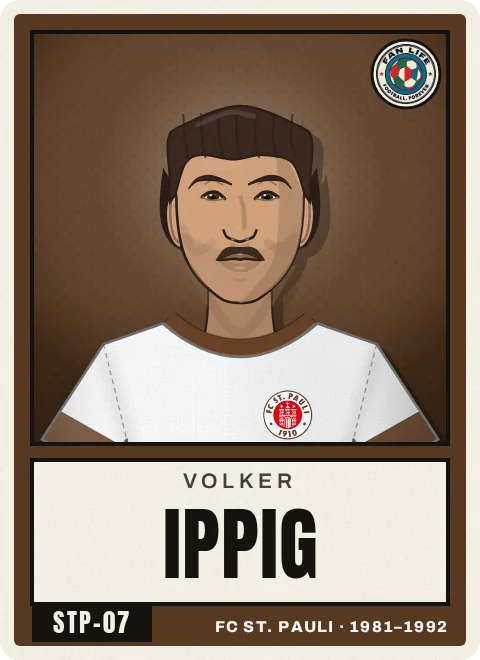 FAN LIFE
FOOTBALL. FOREVER
FC ST. PAULI
1910
VOLKER
IPPIG
STP-07
FC ST. PAULI · 1981–1992